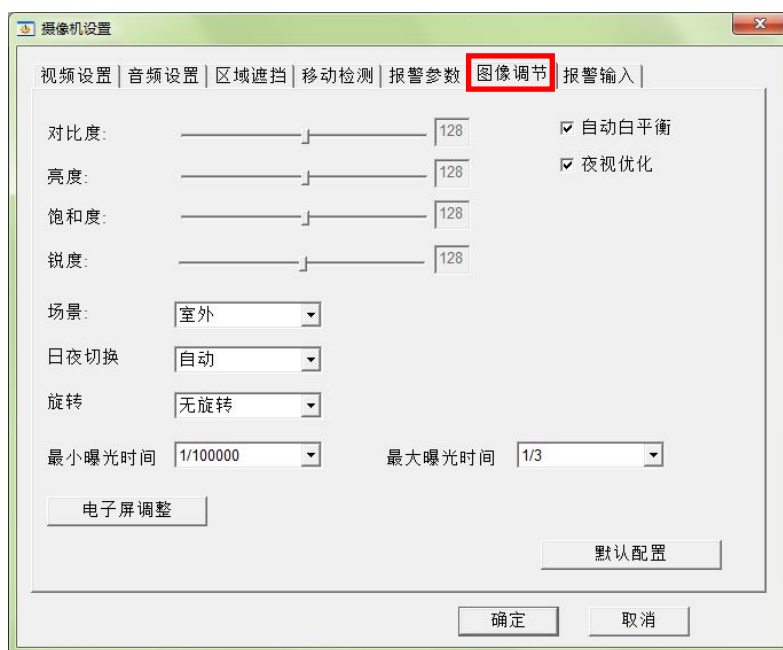 摄像机设置
视频设置 音频设置 区域遮挡 移动检测 报警参数 图像调节 报警输入
对比度: 128 自动白平衡
亮度: 128 夜视优化
饱和度: 128
锐度: 128
场景: 室外
日夜切换 自动
旋转 无旋转
最小曝光时间 1/100000 最大曝光时间 1/3
电子屏调整
默认配置
确定 取消